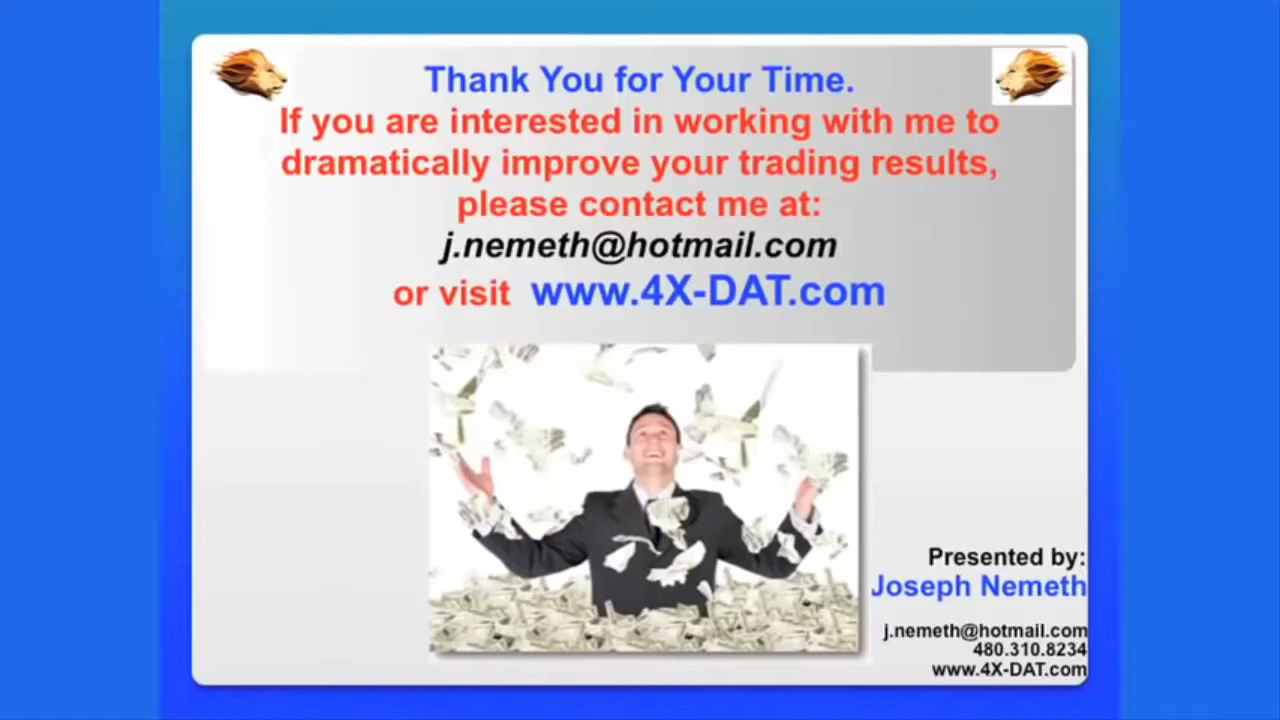 Thank You for Your Time.
If you are interested in working with me to
dramatically improve your trading results,
please contact me at:
j.nemeth@hotmail.com
or visit www.4X-DAT.com
Presented by:
Joseph Nemeth
j.nemeth@hotmail.com
480.310.8234
www.4X-DAT.com